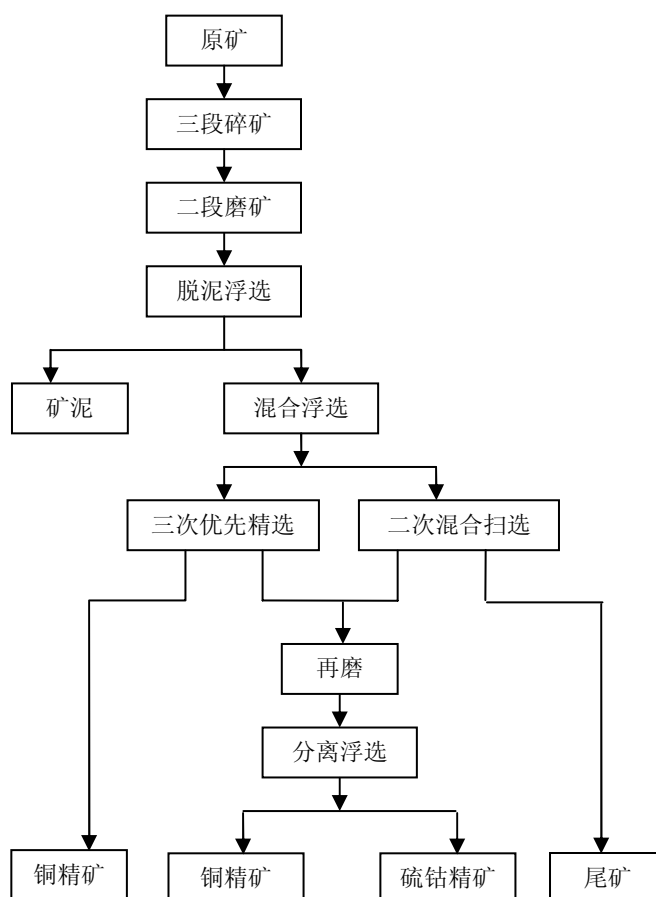 原矿
三段碎矿
二段磨矿
脱泥浮选
矿泥
混合浮选
三次优先精选
二次混合扫选
再磨
分离浮选
铜精矿
铜精矿
硫钴精矿
尾矿